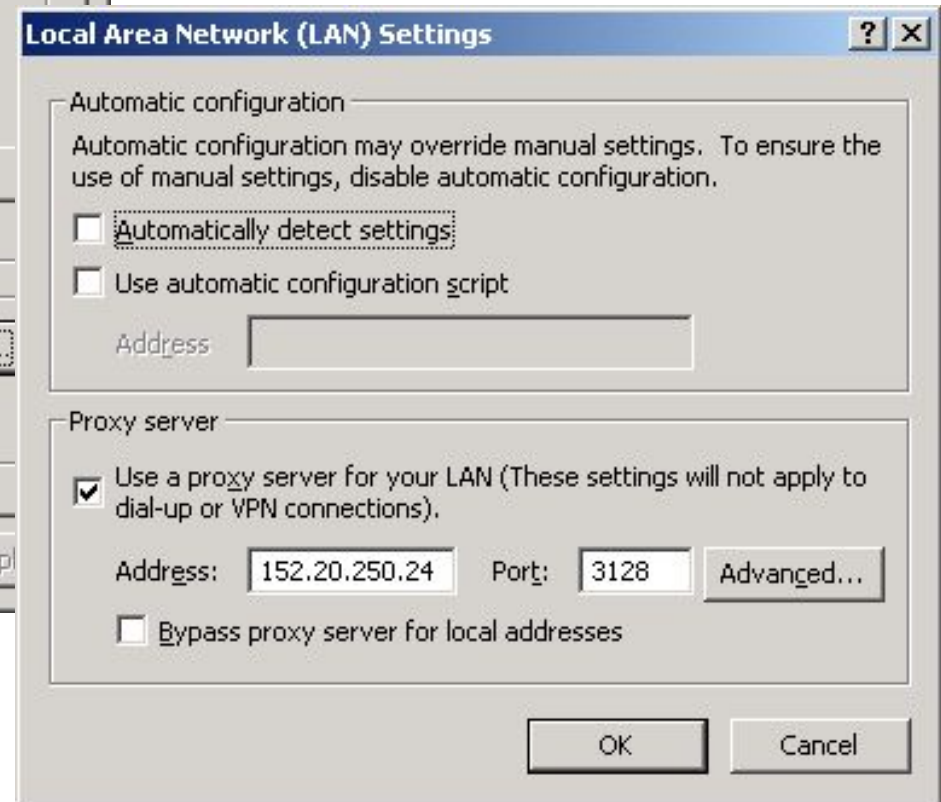 Local Area Network (LAN) Settings
Automatic configuration
Automatic configuration may override manual settings. To ensure the
use of manual settings, disable automatic configuration.
Automatically detect settings
Use automatic configuration script
Address
Proxy server
Use a proxy server for your LAN (These settings will not apply to
dial-up or VPN connections).
Address: 152.20.250.24 Port: 3128 Advanced...
Bypass proxy server for local addresses
OK Cancel